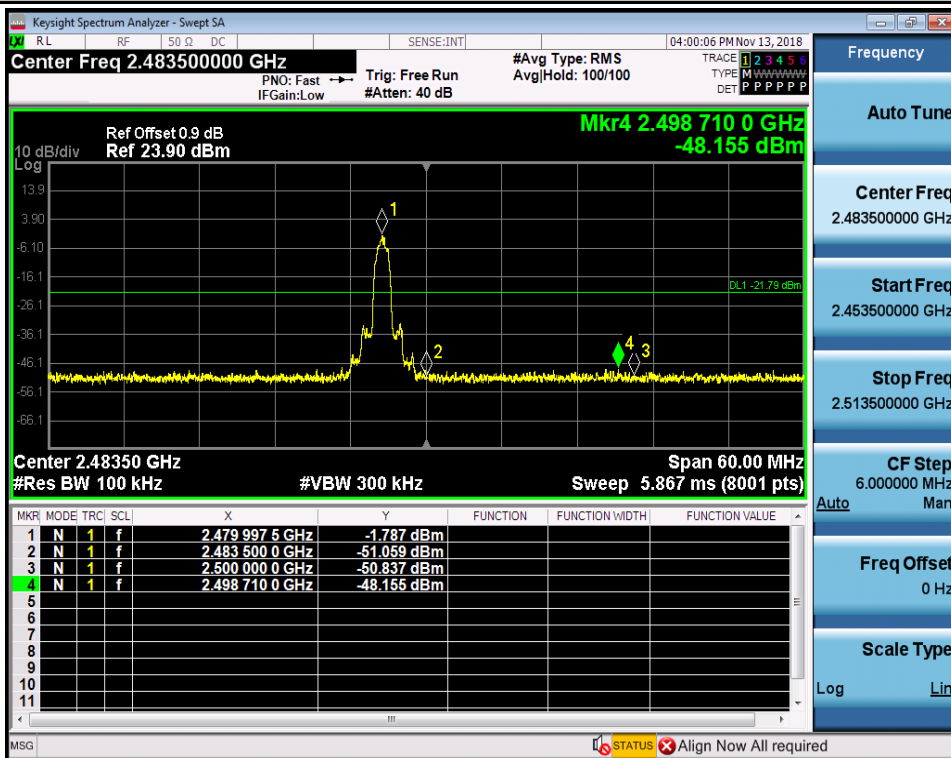 Keysight Spectrum Analyzer - Swept SA
LXI RL RF 50 Ω DC SENSE:INT 04:00:06 PM Nov 13, 2018
Center Freq 2.483500000 GHz
PNO: Fast
IFGain:Low
Trig: Free Run
#Atten: 40 dB
#Avg Type: RMS
Avg|Hold: 100/100
TRACE 1 2 3 4 5 6
TYPE M WWWWW
DET P P P P P P
Ref Offset 0.9 dB
10 dB/div Ref 23.90 dBm
Log
Mkr4 2.498 710 0 GHz
-48.155 dBm
13.9
3.90
-6.10
-16.1
-26.1
-36.1
-46.1
-56.1
-66.1
1
DL1 -21.79 dBm
2
4
3
Center 2.48350 GHz Span 60.00 MHz
#Res BW 100 kHz #VBW 300 kHz Sweep 5.867 ms (8001 pts)
MKR MODE TRC SCL X Y FUNCTION FUNCTION WIDTH FUNCTION VALUE
1 N 1 f 2.479 997 5 GHz -1.787 dBm
2 N 1 f 2.483 500 0 GHz -51.059 dBm
3 N 1 f 2.500 000 0 GHz -50.837 dBm
4 N 1 f 2.498 710 0 GHz -48.155 dBm
5
6
7
8
9
10
11
MSG STATUS Align Now All required
Frequency
Auto Tune
Center Freq
2.483500000 GHz
Start Freq
2.453500000 GHz
Stop Freq
2.513500000 GHz
CF Step
6.000000 MHz
Auto Man
Freq Offset
0 Hz
Scale Type
Log Lin